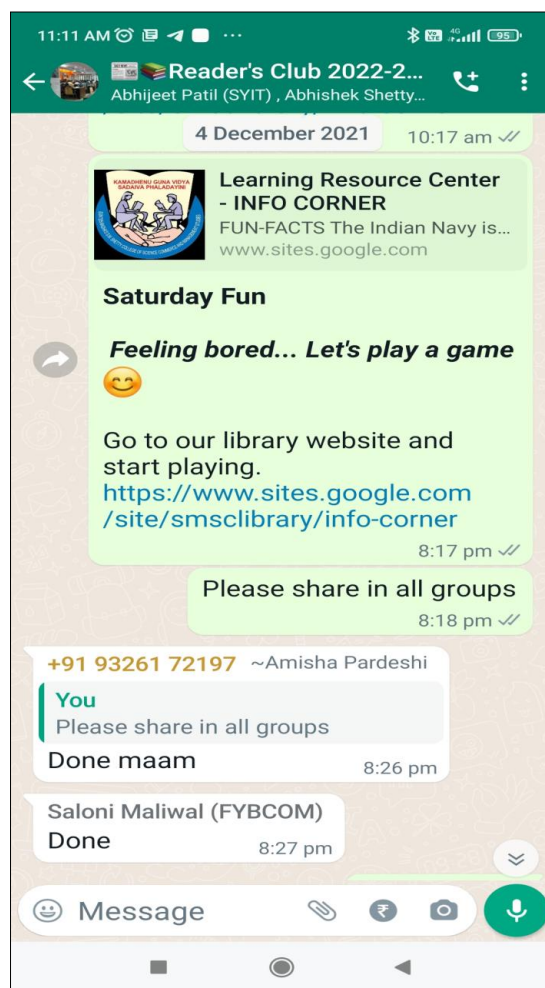 11:11 AM
4G
95
Reader's Club 2022-2...
Abhijeet Patil (SYIT) , Abhishek Shetty...
4 December 2021
10:17 am
KAMADHENU GUNA VIDYA
SADAIVA PHALADAYINI
Learning Resource Center
- INFO CORNER
FUN-FACTS The Indian Navy is...
www.sites.google.com
Saturday Fun
Feeling bored... Let's play a game
😊
Go to our library website and
start playing.
https://www.sites.google.com
/site/smsclibrary/info-corner
8:17 pm
Please share in all groups
8:18 pm
+91 93261 72197 ~Amisha Pardeshi
You
Please share in all groups
Done maam
8:26 pm
Saloni Maliwal (FYBCOM)
Done
8:27 pm
Message